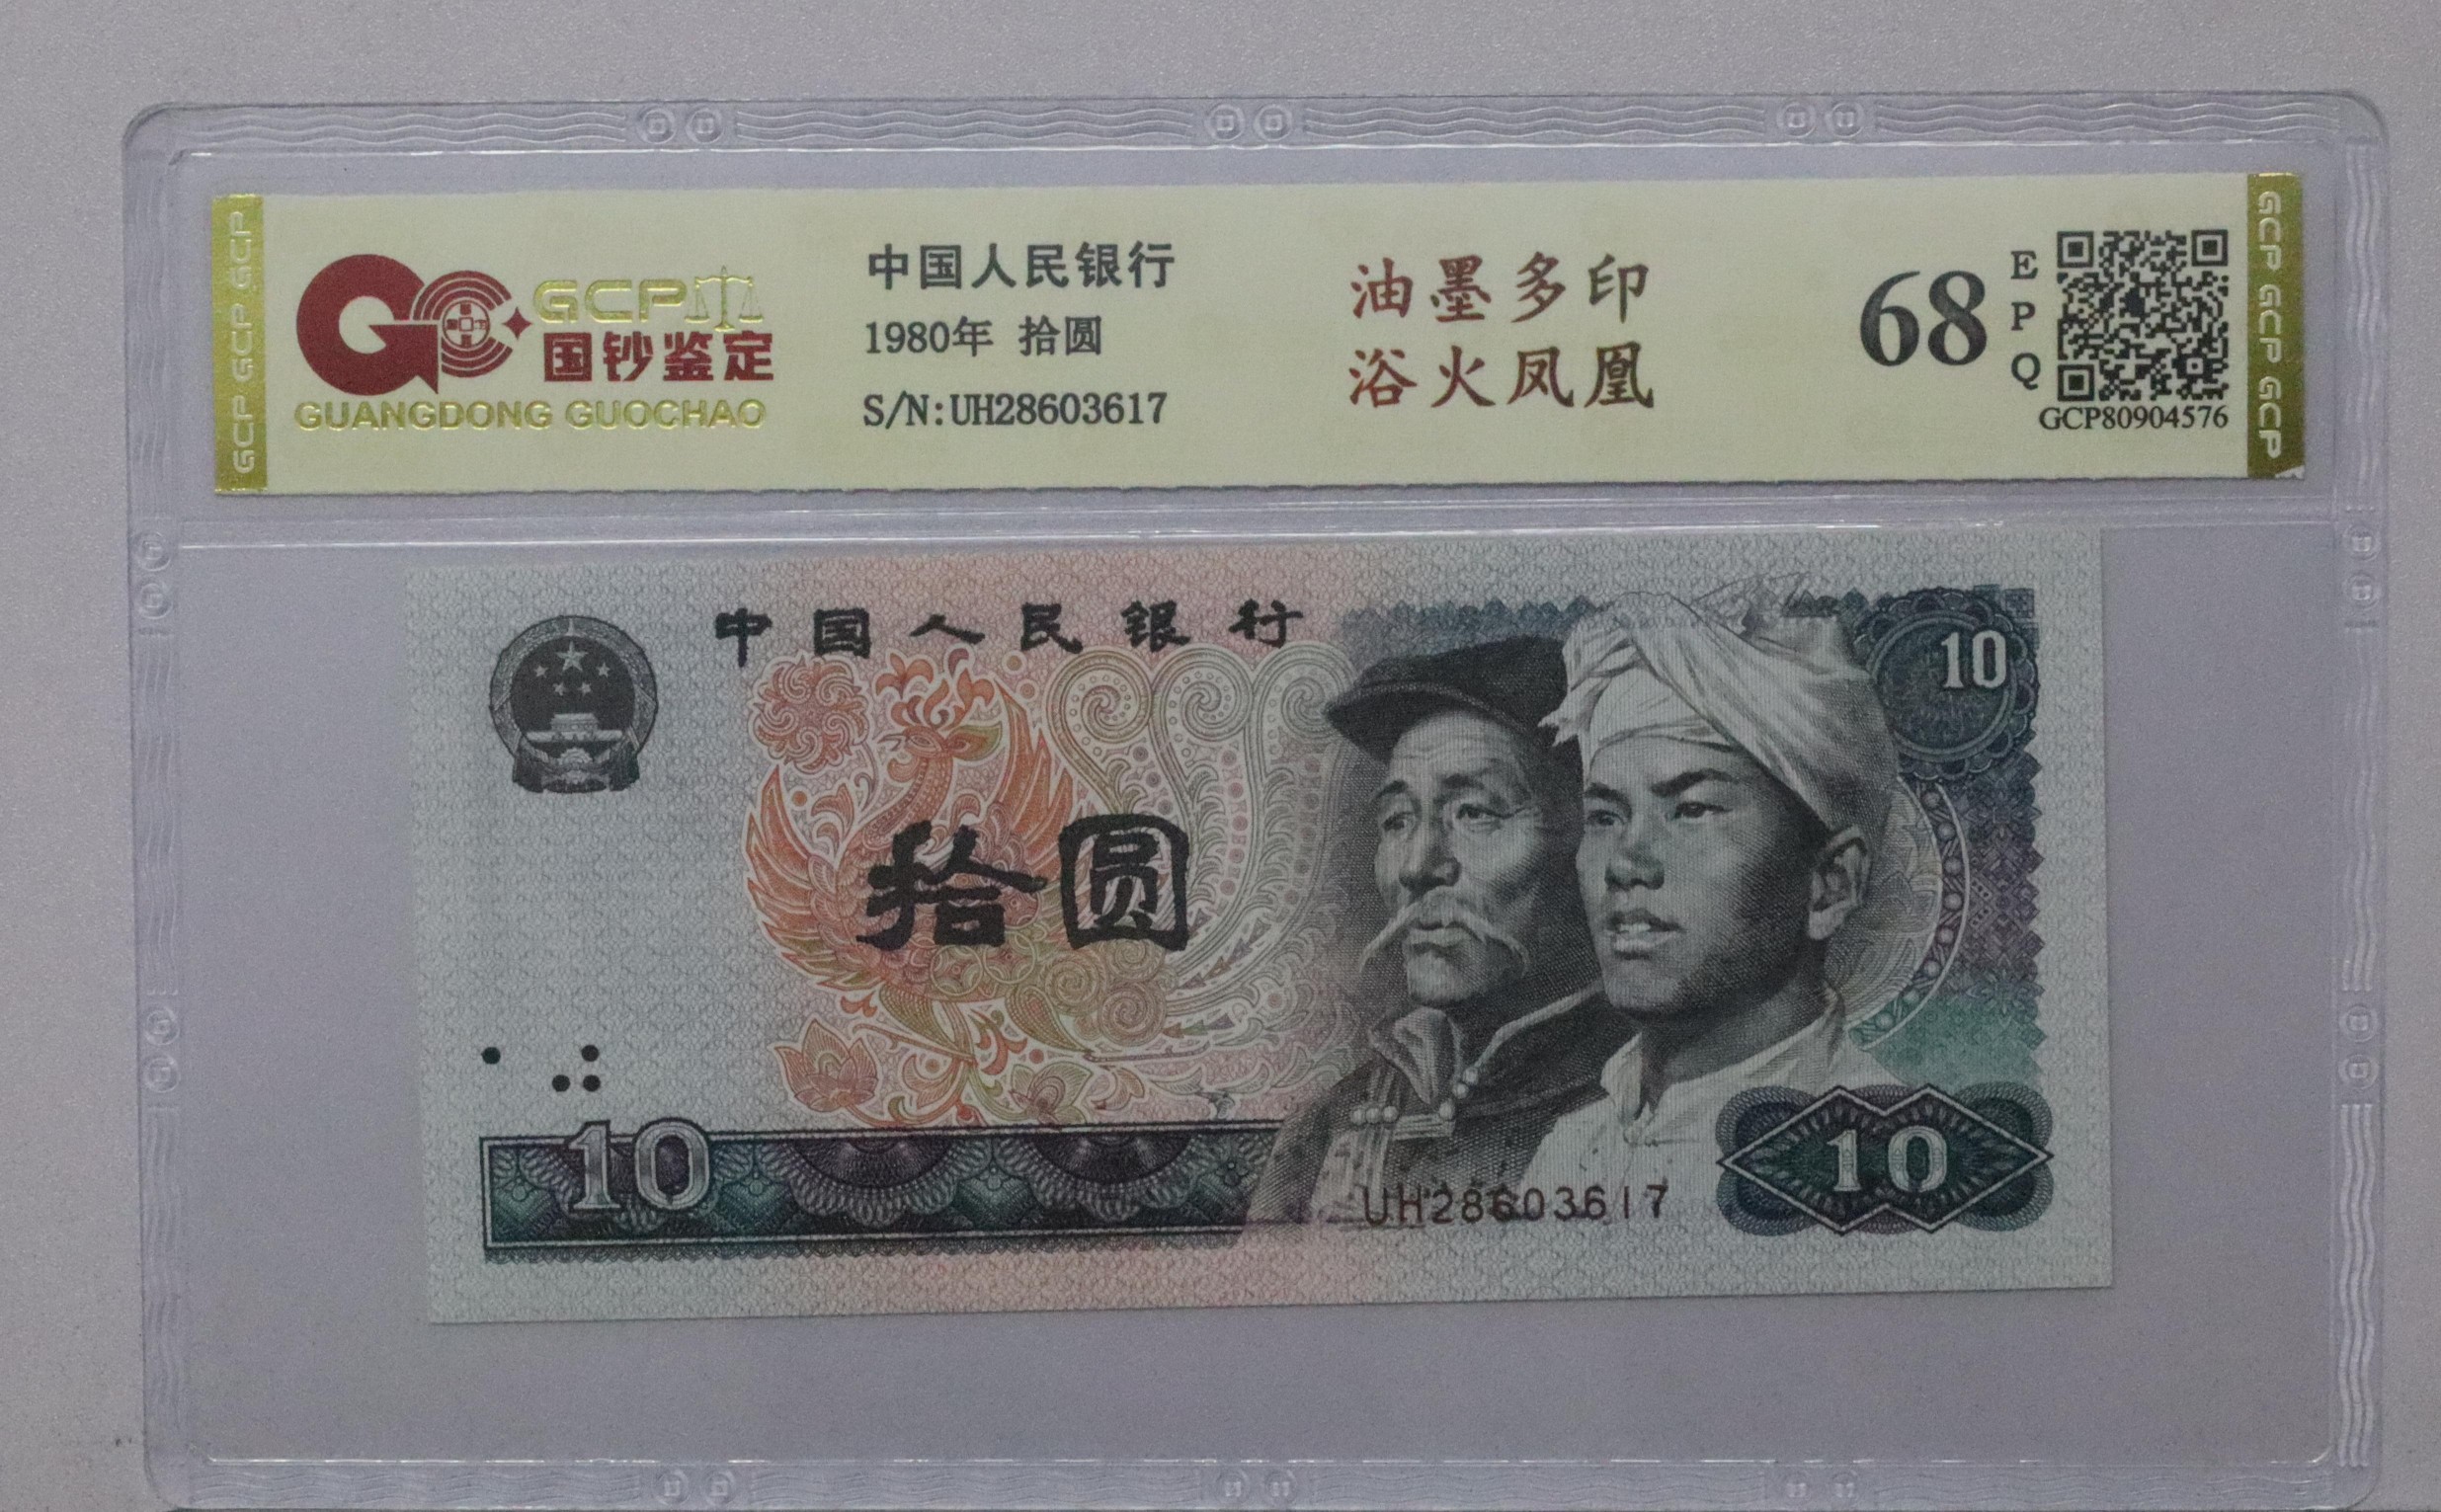 GCP GCP GCP
GCP
国钞鉴定
GUANGDONG GUOCHAO
中国人民银行
1980年 拾圆
S/N:UH28603617
油墨多印
浴火凤凰
68
E
P
Q
GCP80904576
GCP GCP GCP
中国人民银行
10
拾圆
10
UH28603617
10